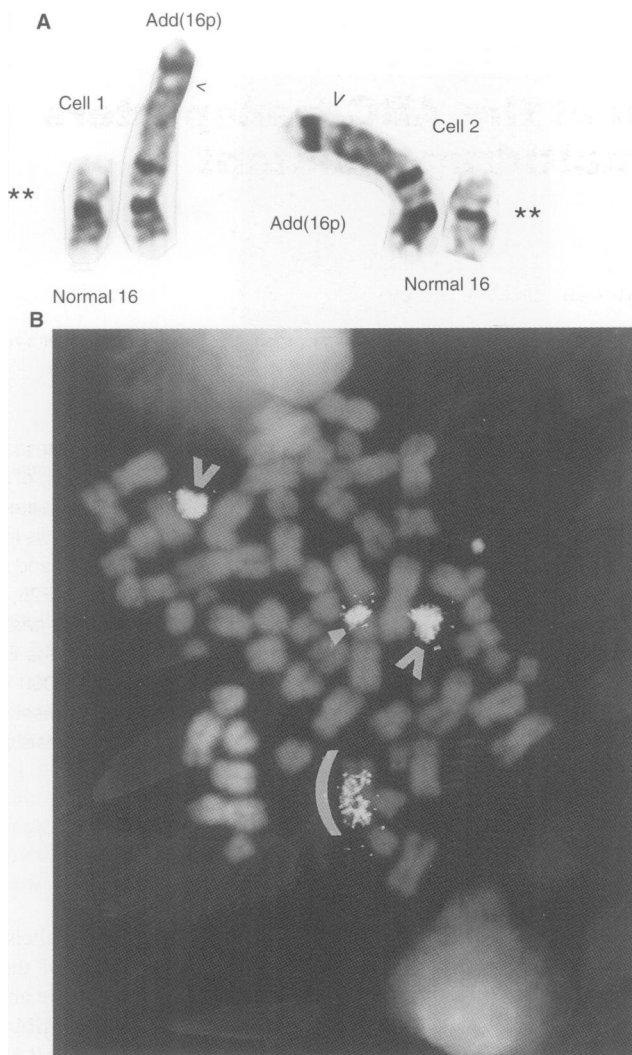 A
Add(16p)
Cell 1
<
V
Cell 2
**
Add(16p)
**
Normal 16
Normal 16
B